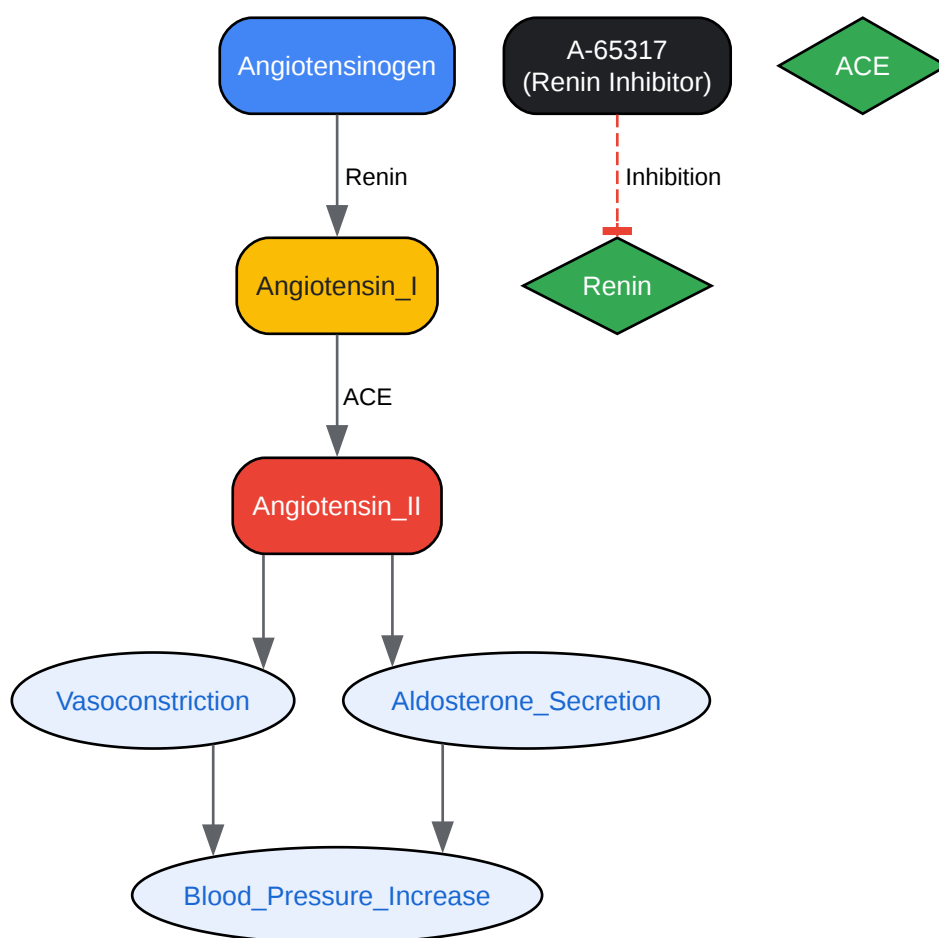 Angiotensinogen
A-65317
(Renin Inhibitor)
ACE
Renin
Inhibition
Angiotensin_I
Renin
ACE
Angiotensin_II
Vasoconstriction
Aldosterone_Secretion
Blood_Pressure_Increase